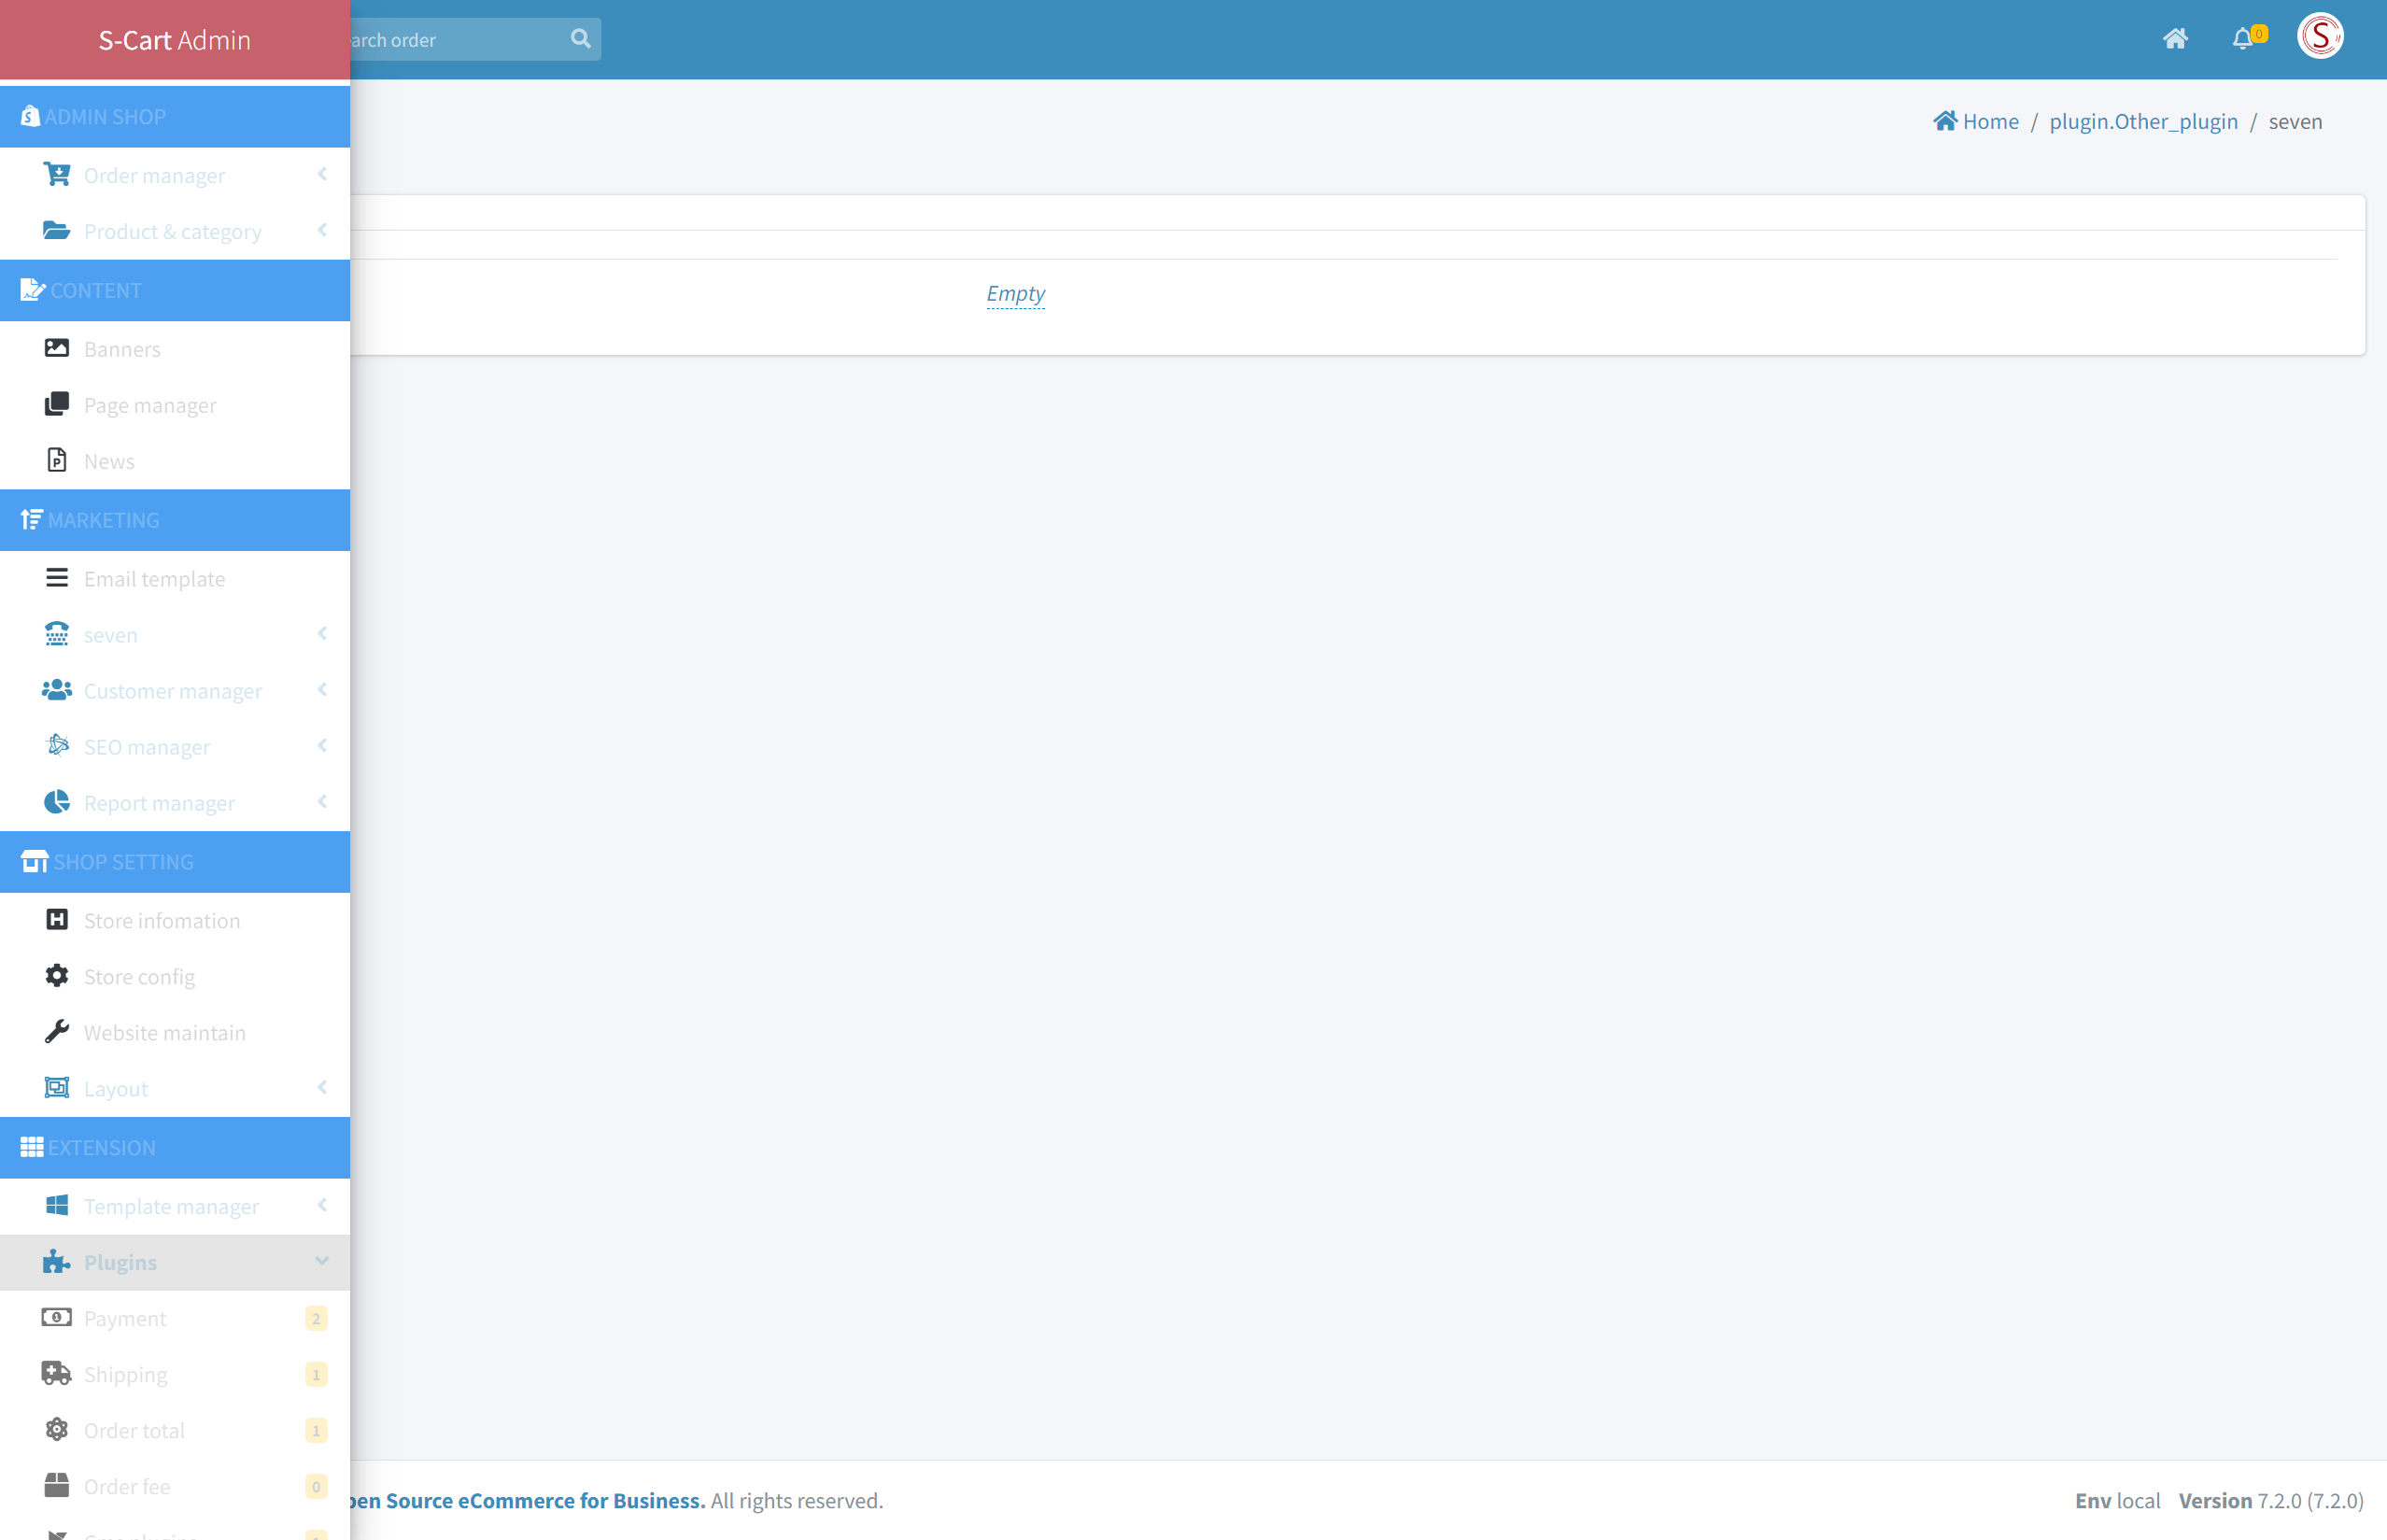 S-Cart Admin
arch order
0
ADMIN SHOP
Home / plugin.Other_plugin / seven
Order manager
Product & category
CONTENT
Empty
Banners
Page manager
News
MARKETING
Email template
seven
Customer manager
SEO manager
Report manager
SHOP SETTING
Store infomation
Store config
Website maintain
Layout
EXTENSION
Template manager
Plugins
Payment 2
Shipping 1
Order total 1
Order fee 0
pen Source eCommerce for Business. All rights reserved.
Env local Version 7.2.0 (7.2.0)